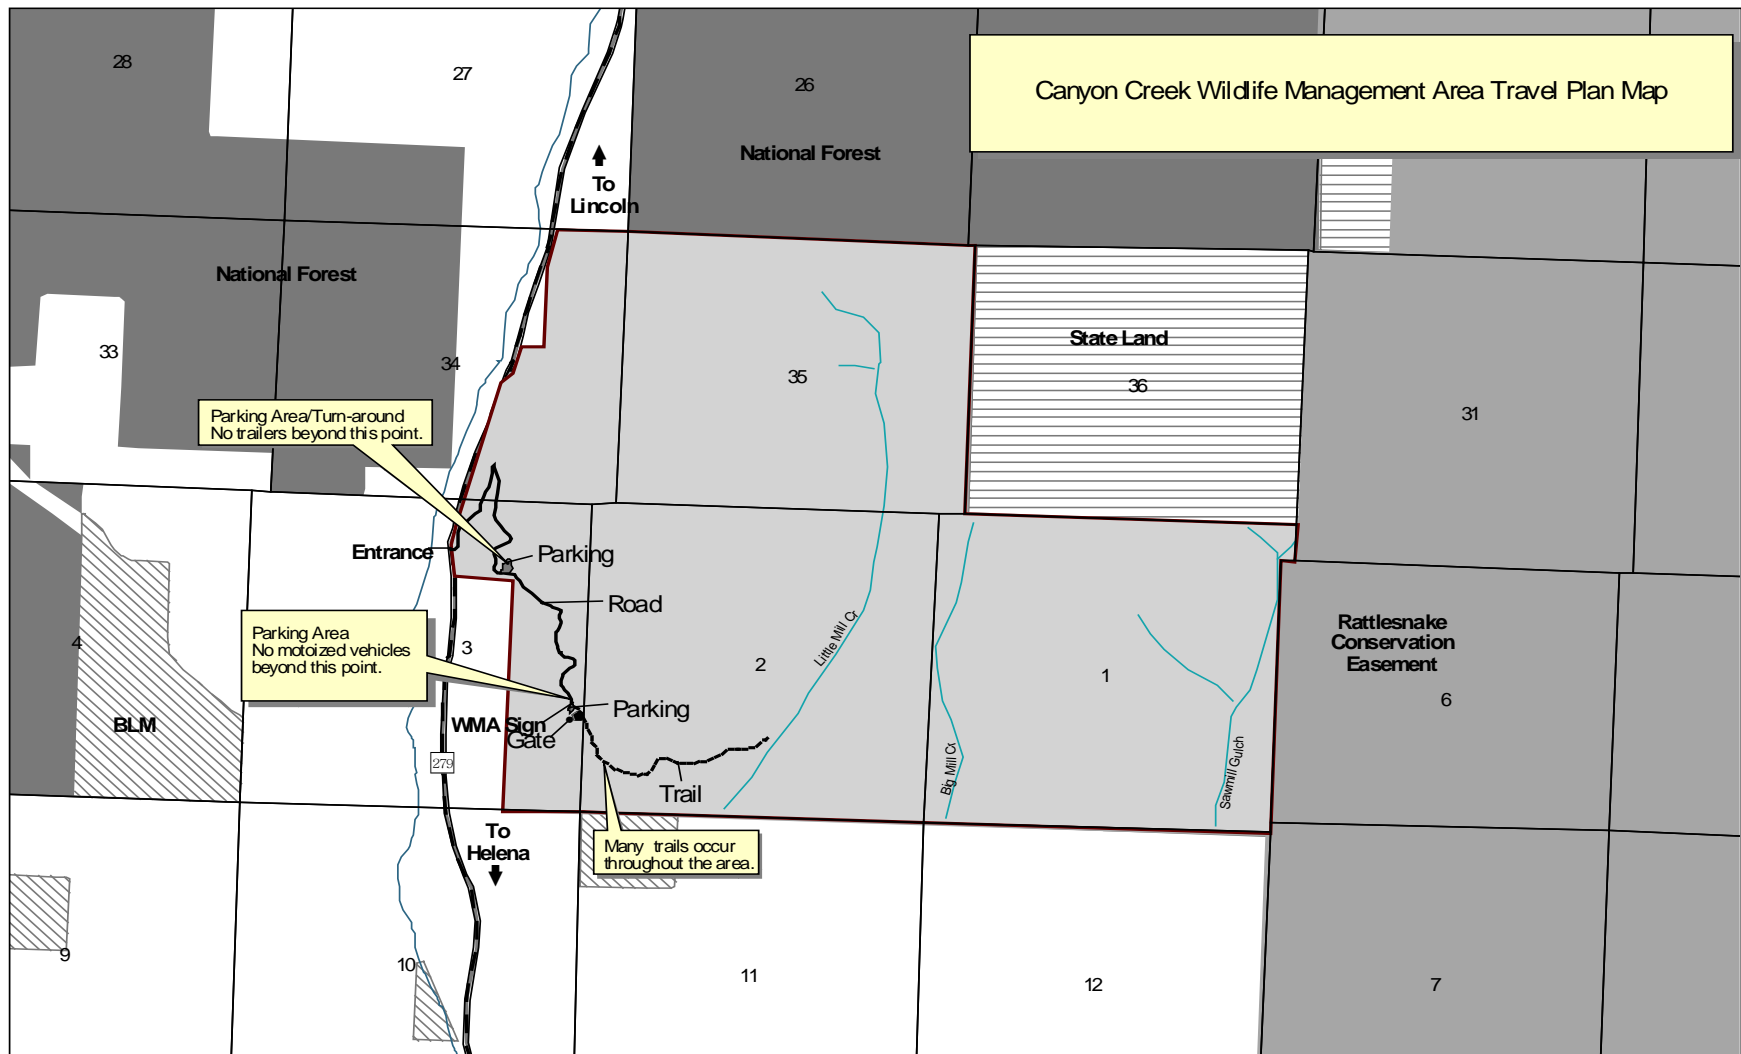 Canyon Creek Wildlife Management Area Travel Plan Map
28
27
26
National Forest
To
Lincoln
National Forest
33
34
35
State Land
36
31
Parking Area/Turn-around
No trailers beyond this point.
Entrance
Parking
Road
Parking Area
No motoized vehicles
beyond this point.
4
3
2
Little Mill Cr
1
Rattlesnake
Conservation
Easement
6
BLM
WMA Sign
Parking
Gate
279
Trail
Big Mill Cr
Sawmill Gulch
To
Helena
Many trails occur
throughout the area.
9
10
11
12
7